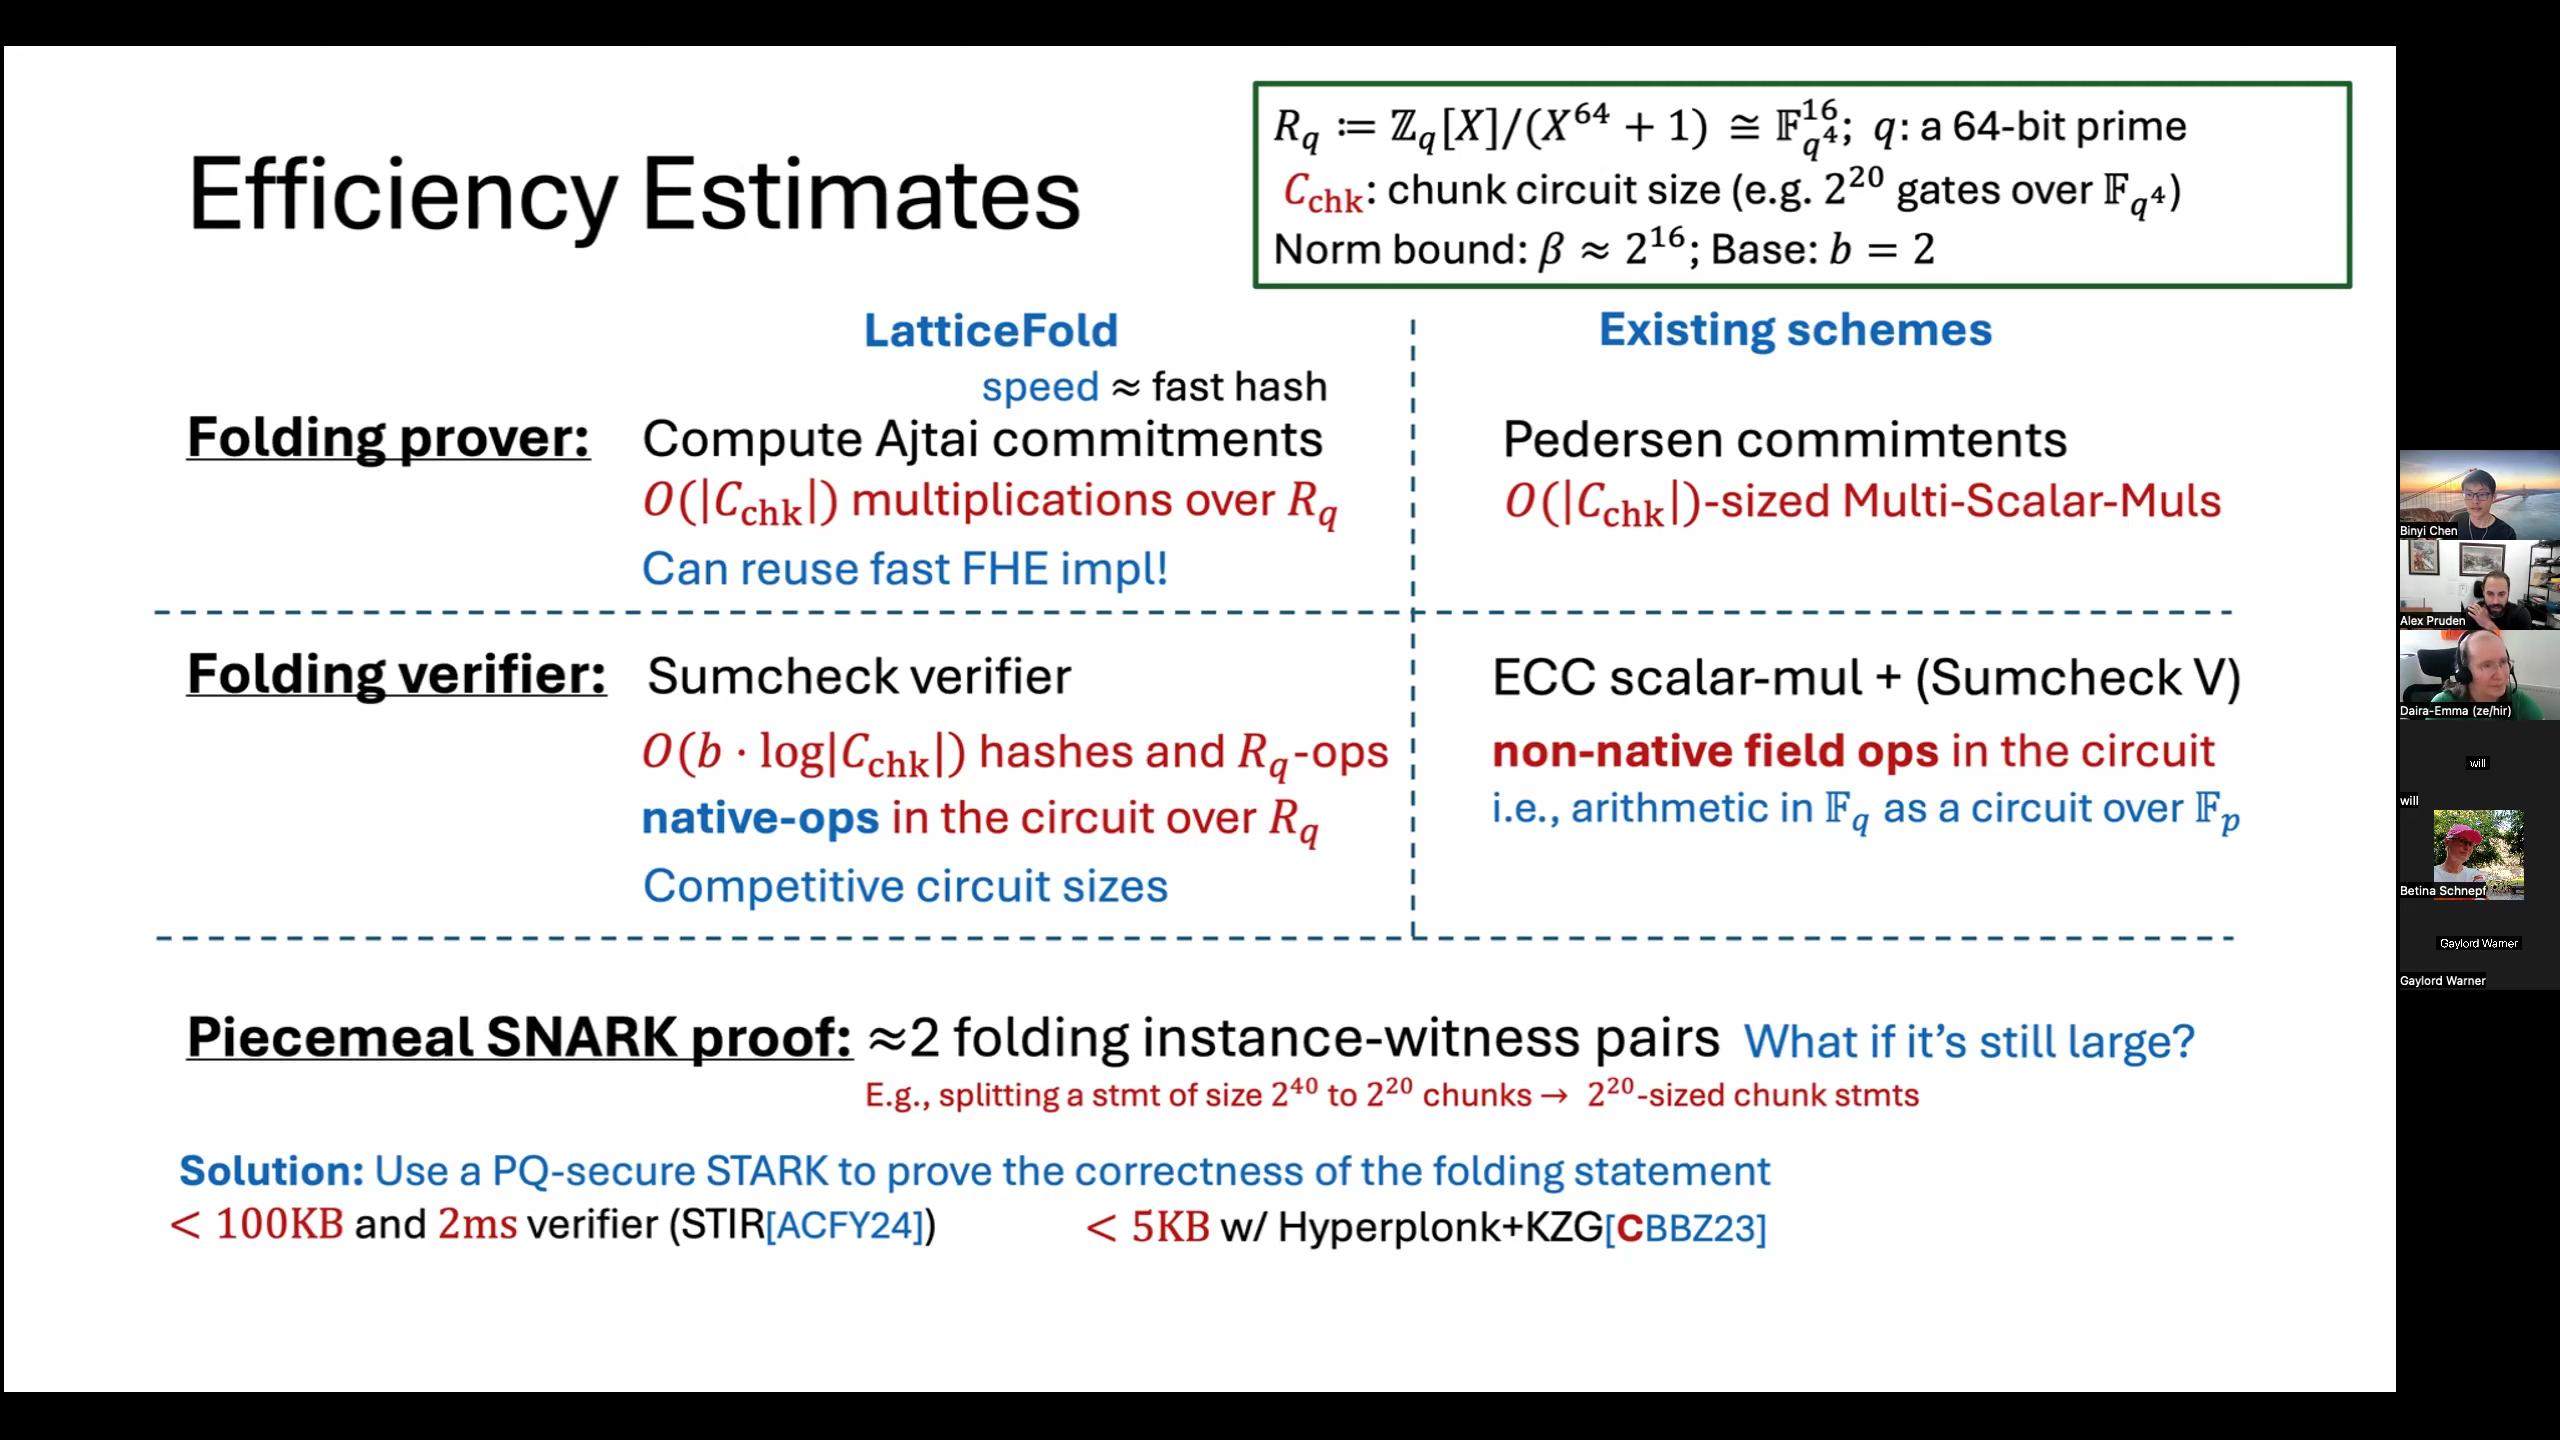 Efficiency Estimates
R_q ≔ ℤ_q[X]/(X^64 + 1) ≅ 𝔽_{q^4}^{16}; q: a 64-bit prime
C_chk: chunk circuit size (e.g. 2^20 gates over 𝔽_{q^4})
Norm bound: β ≈ 2^16; Base: b = 2
LatticeFold
Existing schemes
speed ≈ fast hash
Folding prover:
Compute Ajtai commitments
O(|C_chk|) multiplications over R_q
Can reuse fast FHE impl!
Pedersen commimtents
O(|C_chk|)-sized Multi-Scalar-Muls
Folding verifier:
Sumcheck verifier
O(b · log|C_chk|) hashes and R_q-ops
native-ops in the circuit over R_q
Competitive circuit sizes
ECC scalar-mul + (Sumcheck V)
non-native field ops in the circuit
i.e., arithmetic in 𝔽_q as a circuit over 𝔽_p
Piecemeal SNARK proof: ≈2 folding instance-witness pairs What if it's still large?
E.g., splitting a stmt of size 2^40 to 2^20 chunks → 2^20-sized chunk stmts
Solution: Use a PQ-secure STARK to prove the correctness of the folding statement
< 100KB and 2ms verifier (STIR[ACFY24])
< 5KB w/ Hyperplonk+KZG[CBBZ23]
Binyi Chen
Alex Pruden
Daira-Emma (ze/hir)
will
will
Betina Schnepf
Gaylord Warner
Gaylord Warner